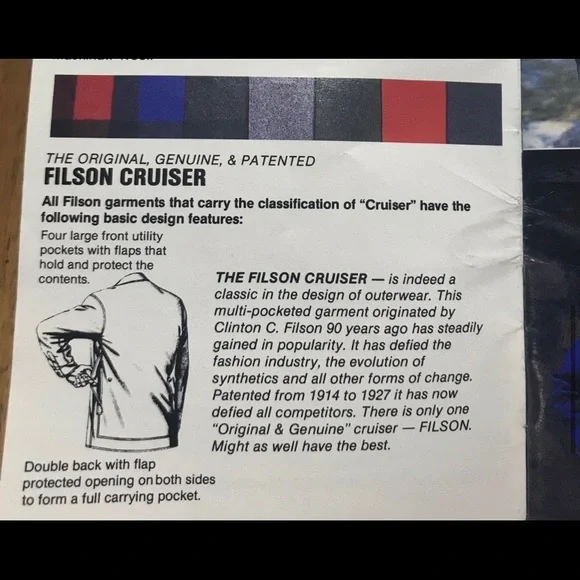 THE ORIGINAL, GENUINE, & PATENTED
FILSON CRUISER
All Filson garments that carry the classification of “Cruiser” have the
following basic design features:
Four large front utility
pockets with flaps that
hold and protect the
contents.
THE FILSON CRUISER — is indeed a
classic in the design of outerwear. This
multi-pocketed garment originated by
Clinton C. Filson 90 years ago has steadily
gained in popularity. It has defied the
fashion industry, the evolution of
synthetics and all other forms of change.
Patented from 1914 to 1927 it has now
defied all competitors. There is only one
“Original & Genuine” cruiser — FILSON.
Might as well have the best.
Double back with flap
protected opening on both sides
to form a full carrying pocket.